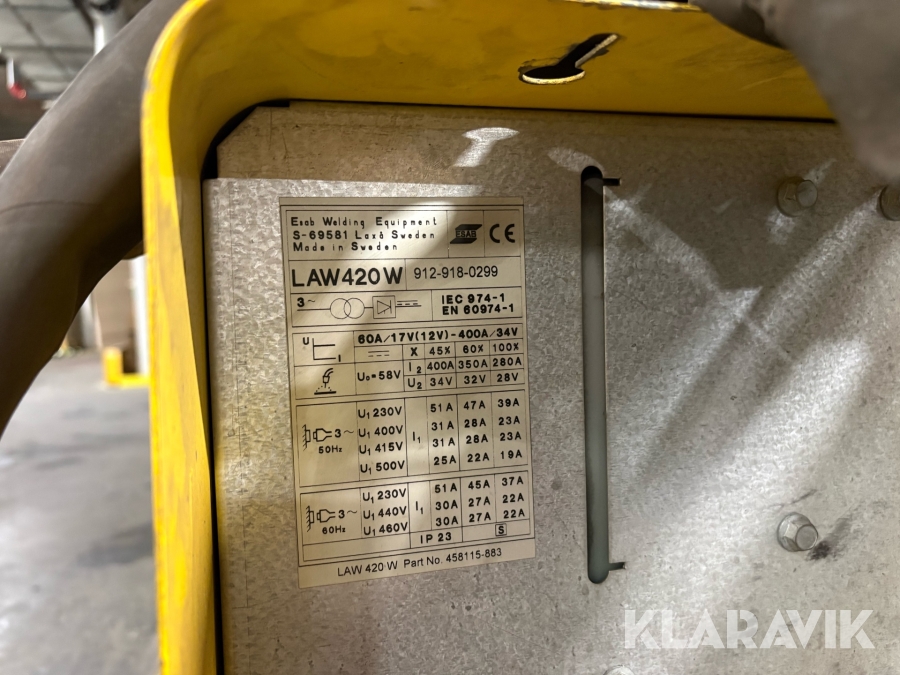 Esab Welding Equipment
S-69581 Laxå Sweden
Made in Sweden
ESAB CE
LAW420W 912-918-0299
3~ IEC 974-1
EN 60974-1
60A/17V(12V)-400A/34V
U I X 45% 60% 100%
U₀=58V I₂ 400A 350A 280A
U₂ 34V 32V 28V
U₁ 230V 51A 47A 39A
3~ U₁ 400V I₁ 31A 28A 23A
50Hz U₁ 415V 31A 28A 23A
U₁ 500V 25A 22A 19A
U₁ 230V 51A 45A 37A
3~ U₁ 440V I₁ 30A 27A 22A
60Hz U₁ 460V 30A 27A 22A
IP 23 S
LAW 420 W Part No. 458115-883
KLARAVIK